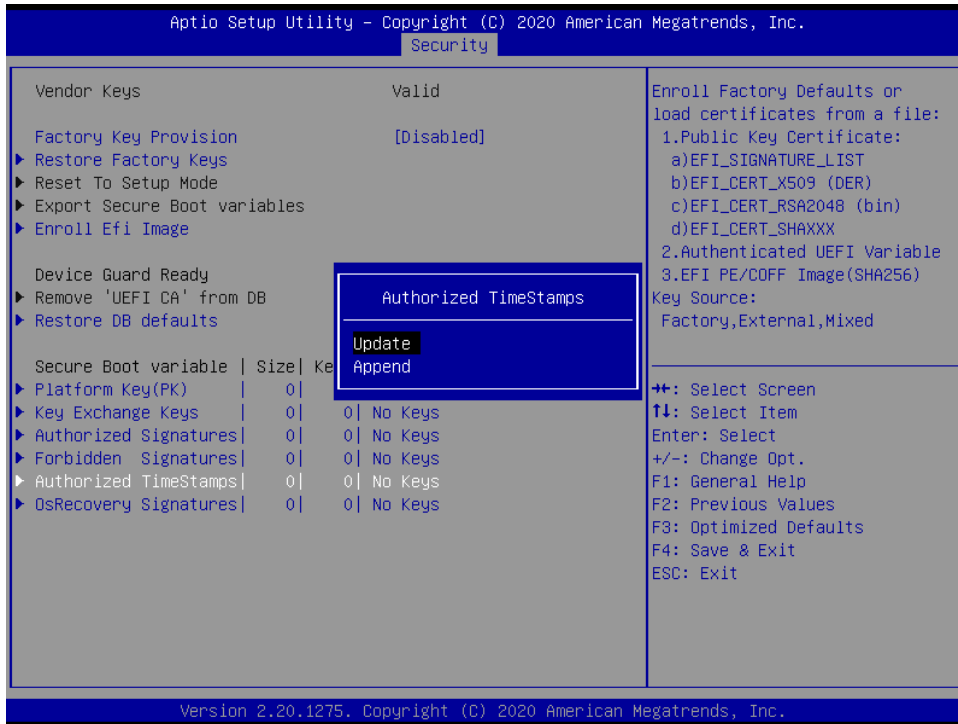 Aptio Setup Utility – Copyright (C) 2020 American Megatrends, Inc.
Security
Vendor Keys Valid
Factory Key Provision [Disabled]
Restore Factory Keys
Reset To Setup Mode
Export Secure Boot variables
Enroll Efi Image
Device Guard Ready
Remove 'UEFI CA' from DB
Restore DB defaults
Secure Boot variable | Size| Ke
Platform Key(PK) | 0|
Key Exchange Keys | 0| 0| No Keys
Authorized Signatures| 0| 0| No Keys
Forbidden Signatures| 0| 0| No Keys
Authorized TimeStamps| 0| 0| No Keys
OsRecovery Signatures| 0| 0| No Keys
Authorized TimeStamps
Update
Append
Enroll Factory Defaults or
load certificates from a file:
1.Public Key Certificate:
a)EFI_SIGNATURE_LIST
b)EFI_CERT_X509 (DER)
c)EFI_CERT_RSA2048 (bin)
d)EFI_CERT_SHAXXX
2.Authenticated UEFI Variable
3.EFI PE/COFF Image(SHA256)
Key Source:
Factory,External,Mixed
→←: Select Screen
↑↓: Select Item
Enter: Select
+/-: Change Opt.
F1: General Help
F2: Previous Values
F3: Optimized Defaults
F4: Save & Exit
ESC: Exit
Version 2.20.1275. Copyright (C) 2020 American Megatrends, Inc.